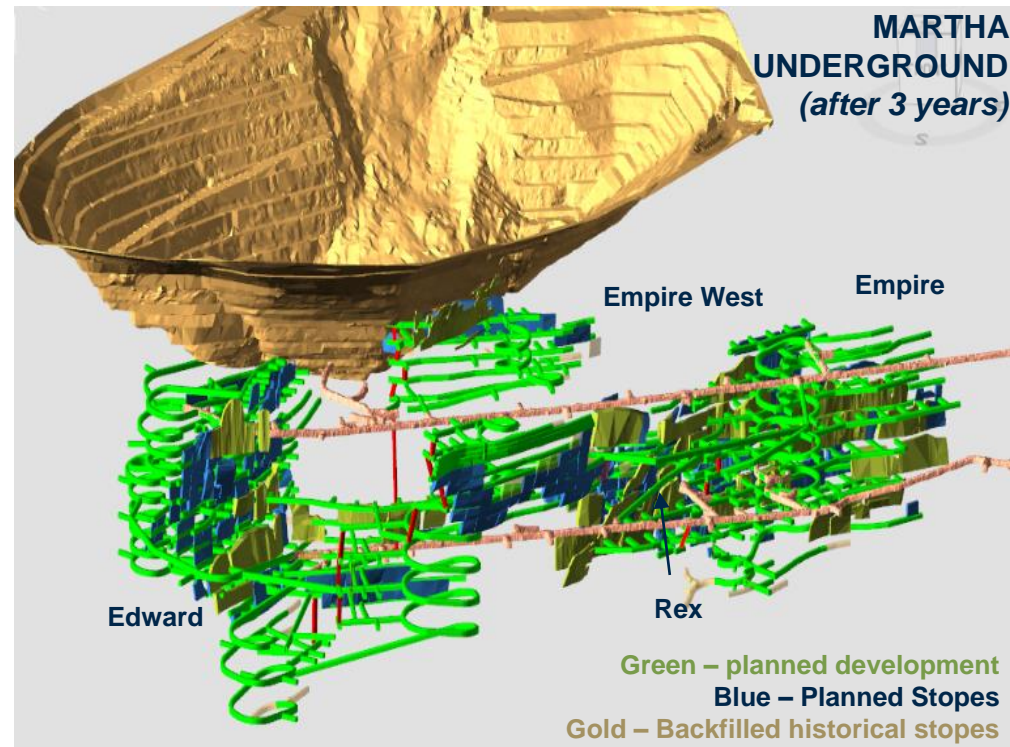 MARTHA
UNDERGROUND
(after 3 years)
Empire West
Empire
Edward
Rex
Green – planned development
Blue – Planned Stopes
Gold – Backfilled historical stopes